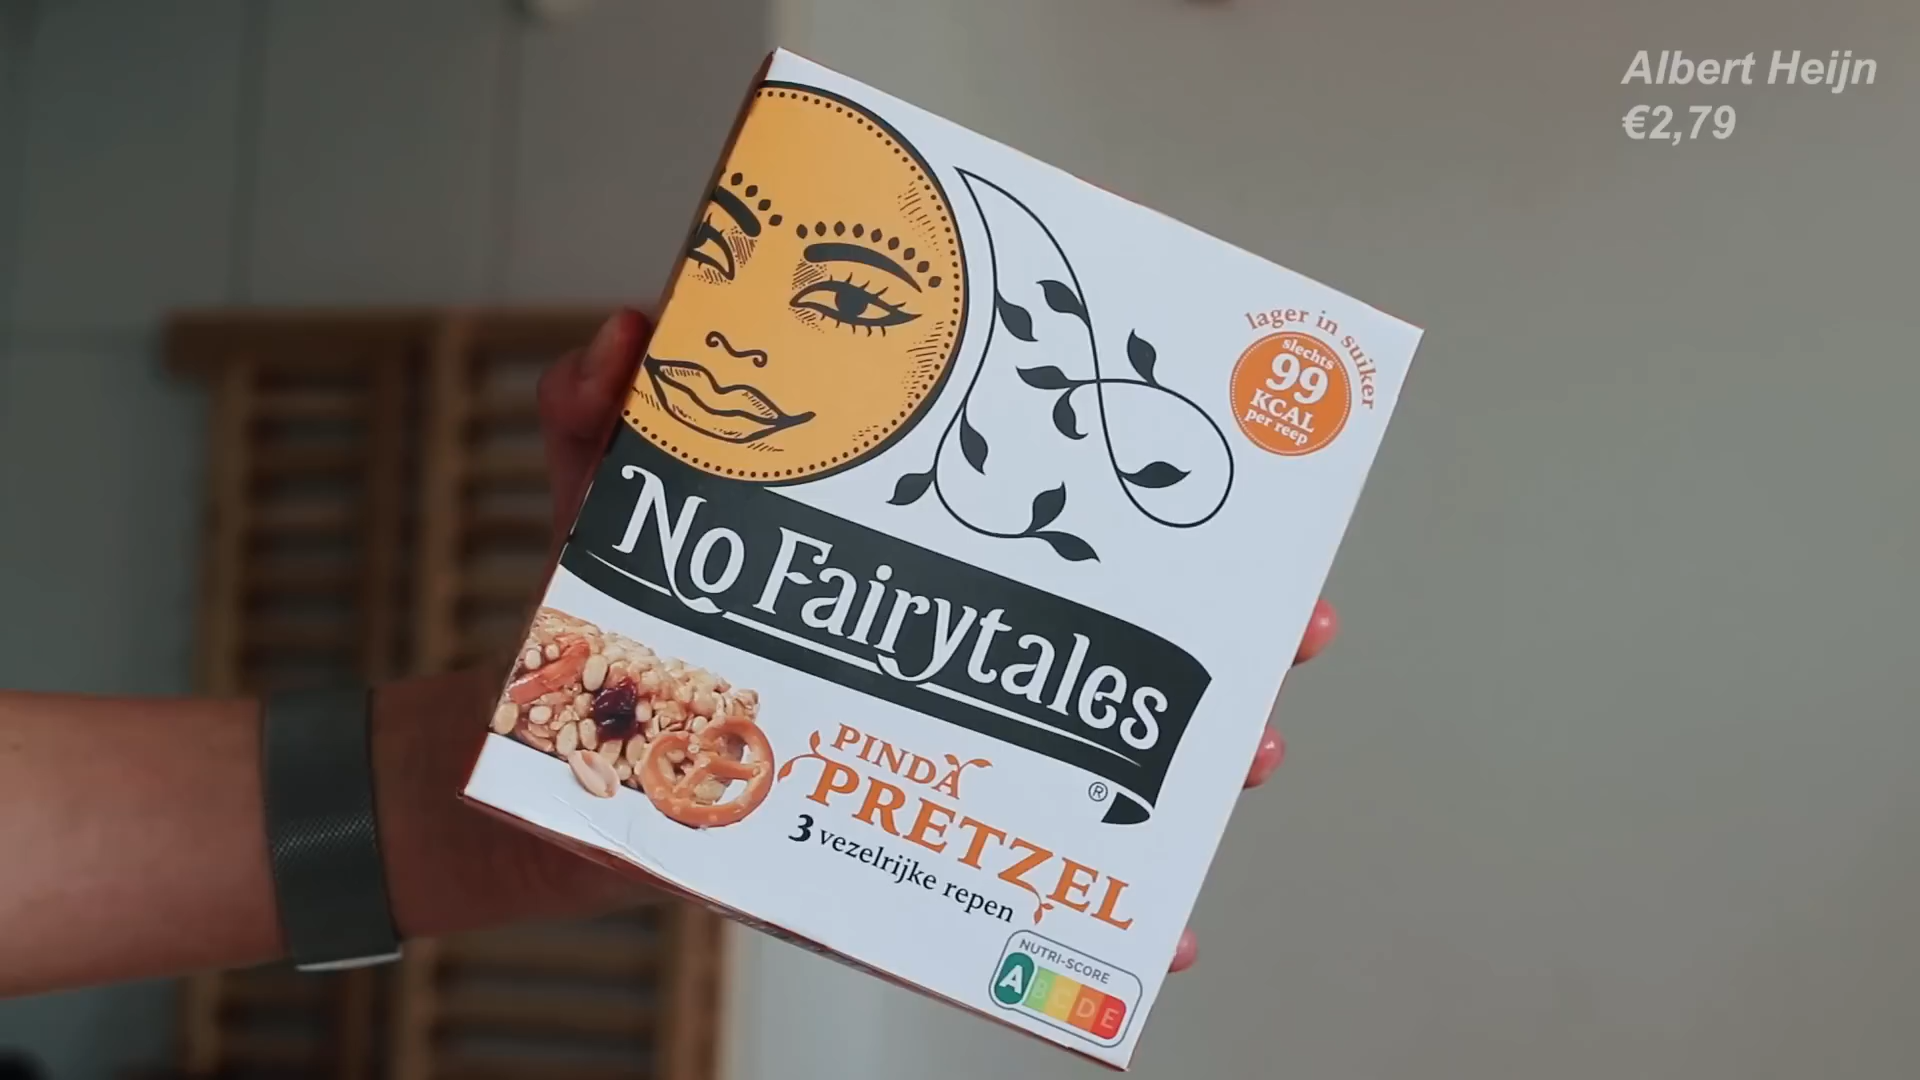 Albert Heijn
€2,79
lager in suiker
slechts
99
KCAL
per reep
No Fairytales
®
PINDA
PRETZEL
3 vezelrijke repen
NUTRI-SCORE
A B C D E